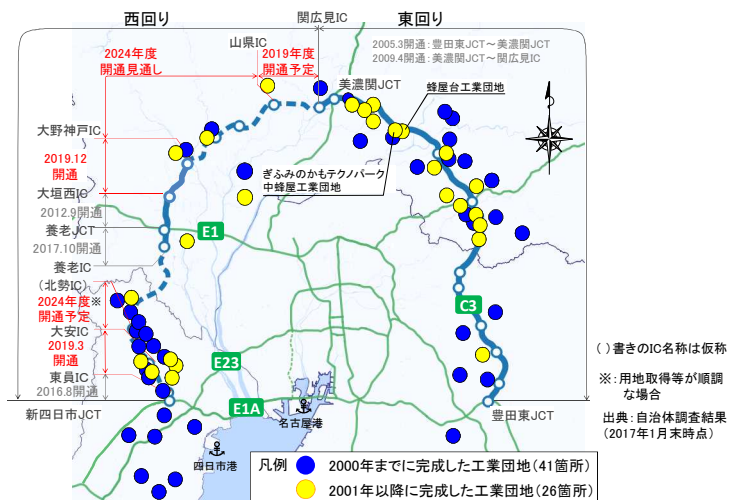 西回り
関広見IC
東回り
山県IC
2024年度
開通見通し
2019年度
開通予定
2005.3開通：豊田東JCT～美濃関JCT
2009.4開通：美濃関JCT～関広見IC
美濃関JCT
蜂屋台工業団地
大野神戸IC
2019.12
開通
ぎふみのかもテクノパーク
中蜂屋工業団地
大垣西IC
2012.9開通
養老JCT
2017.10開通
E1
養老IC
(北勢IC)
2024年度※
開通予定
大安IC
2019.3
開通
東員IC
2016.8開通
新四日市JCT
C3
E23
E1A
名古屋港
四日市港
豊田東JCT
( )書きのIC名称は仮称
※：用地取得等が順調
な場合
出典：自治体調査結果
(2017年1月末時点)
凡例
2000年までに完成した工業団地(41箇所)
2001年以降に完成した工業団地(26箇所)